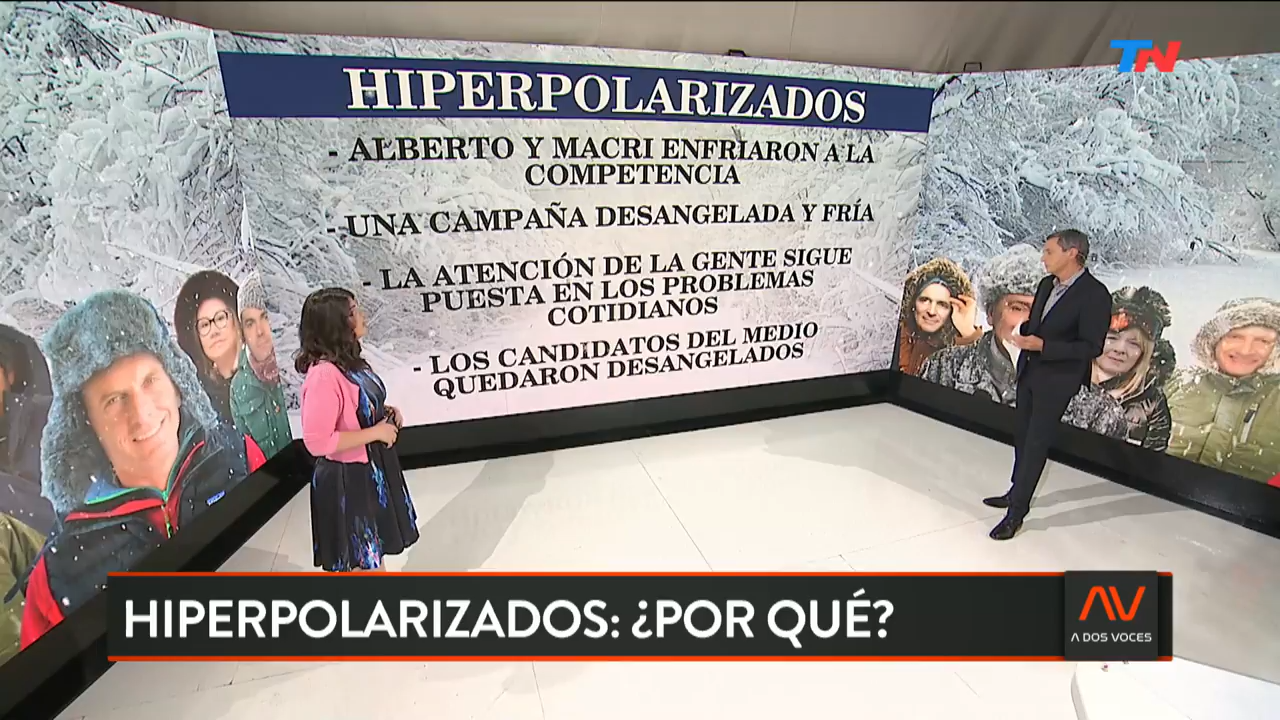 TN
HIPERPOLARIZADOS
- ALBERTO Y MACRI ENFRIARON A LA
COMPETENCIA
- UNA CAMPAÑA DESANGELADA Y FRÍA
- LA ATENCIÓN DE LA GENTE SIGUE
PUESTA EN LOS PROBLEMAS
COTIDIANOS
- LOS CANDIDATOS DEL MEDIO
QUEDARON DESANGELADOS
HIPERPOLARIZADOS: ¿POR QUÉ?
AV
A DOS VOCES